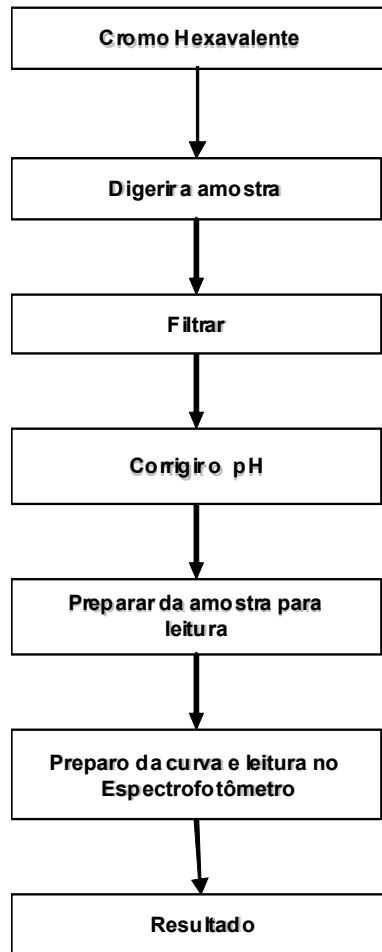 Cromo Hexavalente
Digerir a amostra
Filtrar
Corrigir o pH
Preparar da amostra para
leitura
Preparo da curva e leitura no
Espectrofotômetro
Resultado